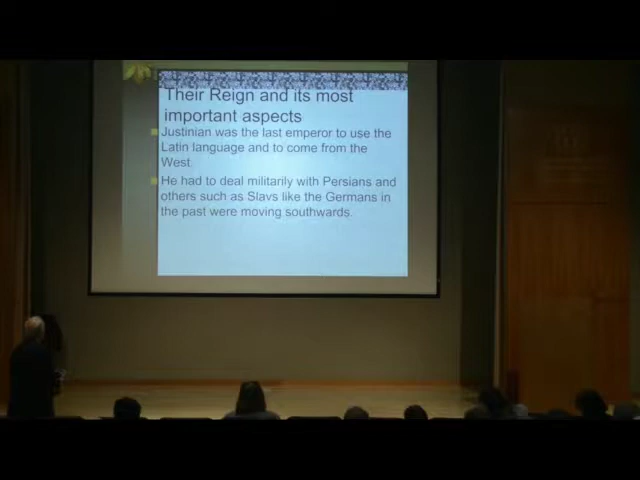 Their Reign and its most
important aspects
Justinian was the last emperor to use the
Latin language and to come from the
West.
He had to deal militarily with Persians and
others such as Slavs like the Germans in
the past were moving southwards.